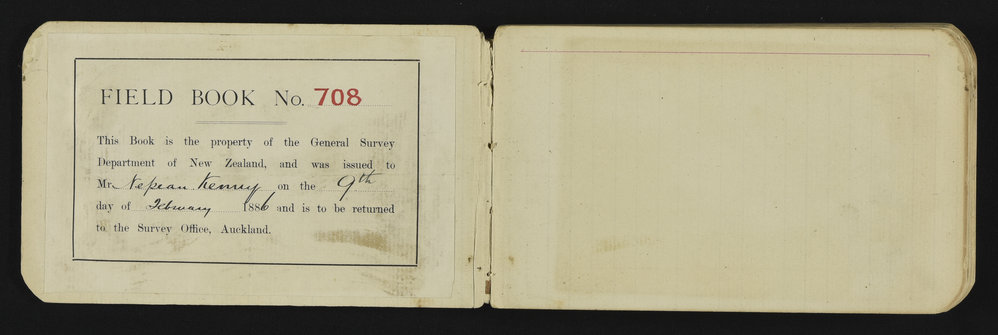 FIELD BOOK No. 708
This Book is the property of the General Survey
Department of New Zealand, and was issued to
Mr. Nepean Kenny on the 9th
day of February 1886 and is to be returned
to the Survey Office, Auckland.